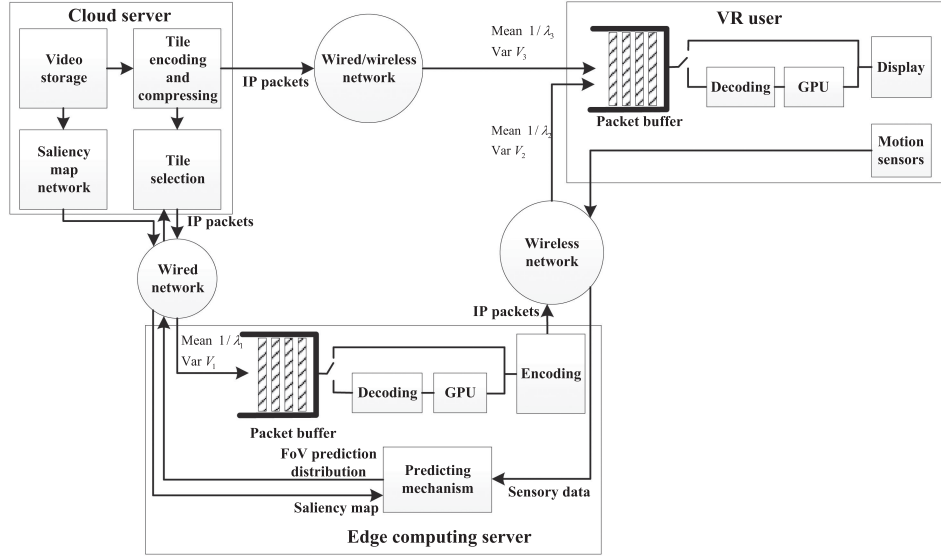 Cloud server
Video
storage
Tile
encoding
and
compressing
Saliency
map
network
Tile
selection
IP packets
Wired/wireless
network
Mean 1/λ₃
Var V₃
VR user
Packet buffer
Decoding
GPU
Display
Motion
sensors
Mean 1/λ₂
Var V₂
IP packets
Wired
network
Wireless
network
IP packets
Mean 1/λ₁
Var V₁
Packet buffer
Decoding
GPU
Encoding
FoV prediction
distribution
Predicting
mechanism
Sensory data
Saliency map
Edge computing server